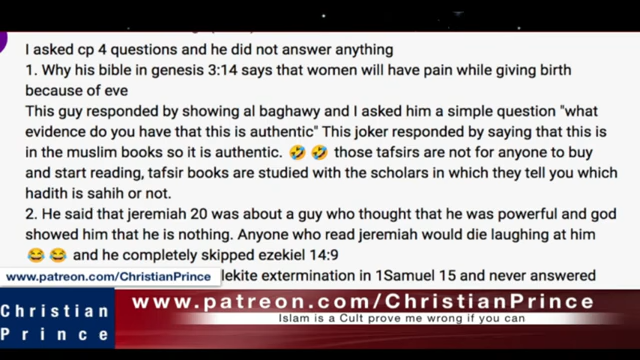 I asked cp 4 questions and he did not answer anything
1. Why his bible in genesis 3:14 says that women will have pain while giving birth
because of eve
This guy responded by showing al baghawy and I asked him a simple question "what
evidence do you have that this is authentic" This joker responded by saying that this is
in the muslim books so it is authentic. 🤣 🤣 those tafsirs are not for anyone to buy
and start reading, tafsir books are studied with the scholars in which they tell you which
hadith is sahih or not.
2. He said that jeremiah 20 was about a guy who thought that he was powerful and god
showed him that he is nothing. Anyone who read jeremiah would die laughing at him
😂 😂 and he completely skipped ezekiel 14:9
www.patreon.com/ChristianPrince lekite extermination in 1Samuel 15 and never answered
Christian
Prince
www.patreon.com/ChristianPrince
Islam is a Cult prove me wrong if you can